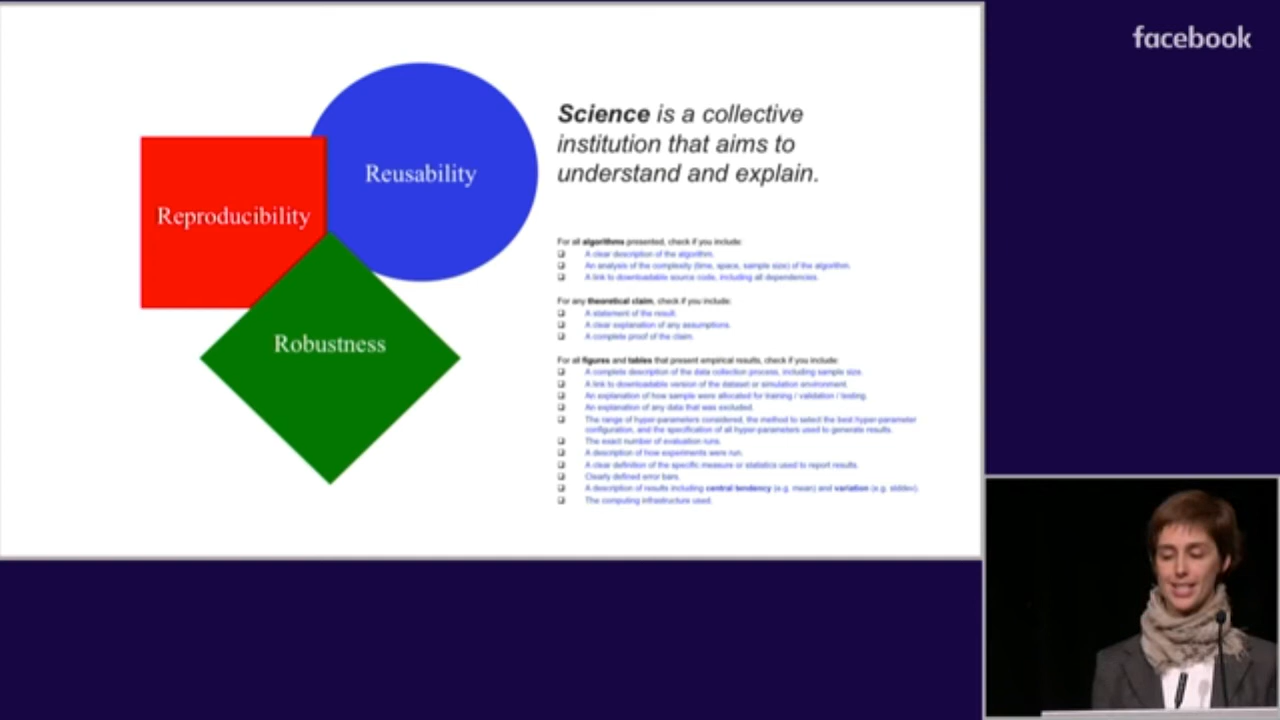 facebook
Reusability
Reproducibility
Robustness
Science is a collective
institution that aims to
understand and explain.
For all algorithms presented, check if you include:
❑ A clear description of the algorithm.
❑ An analysis of the complexity (time, space, sample size) of the algorithm.
❑ A link to downloadable source code, including all dependencies.
For any theoretical claim, check if you include:
❑ A statement of the result.
❑ A clear explanation of any assumptions.
❑ A complete proof of the claim.
For all figures and tables that present empirical results, check if you include:
❑ A complete description of the data collection process, including sample size.
❑ A link to downloadable version of the dataset or simulation environment.
❑ An explanation of how sample were allocated for training / validation / testing.
❑ An explanation of any data that was excluded.
❑ The range of hyper-parameters considered, the method to select the best hyper-parameter
configuration, and the specification of all hyper-parameters used to generate results.
❑ The exact number of evaluation runs.
❑ A description of how experiments were run.
❑ A clear definition of the specific measure or statistics used to report results.
❑ Clearly defined error bars.
❑ A description of results including central tendency (e.g. mean) and variation (e.g. stddev).
❑ The computing infrastructure used.